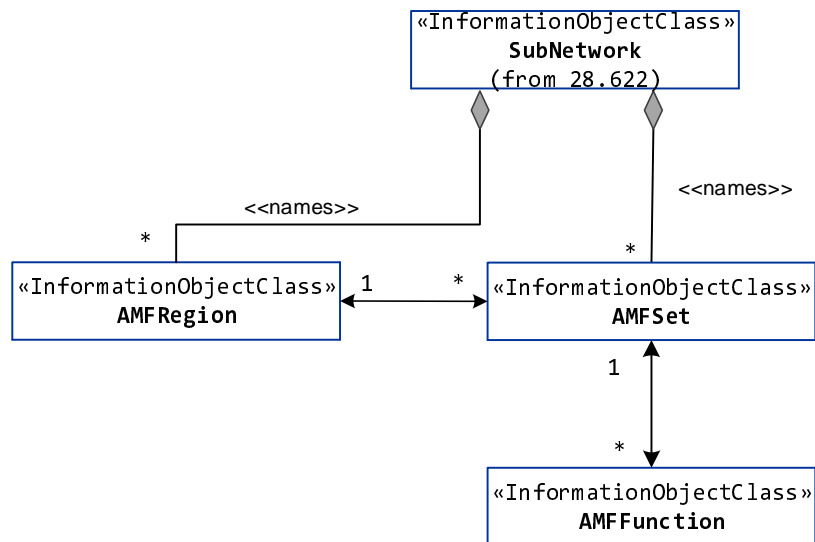 «InformationObjectClass»
SubNetwork
(from 28.622)
<<names>>
<<names>>
*
*
«InformationObjectClass»
AMFRegion
1
*
«InformationObjectClass»
AMFSet
1
*
«InformationObjectClass»
AMFFunction